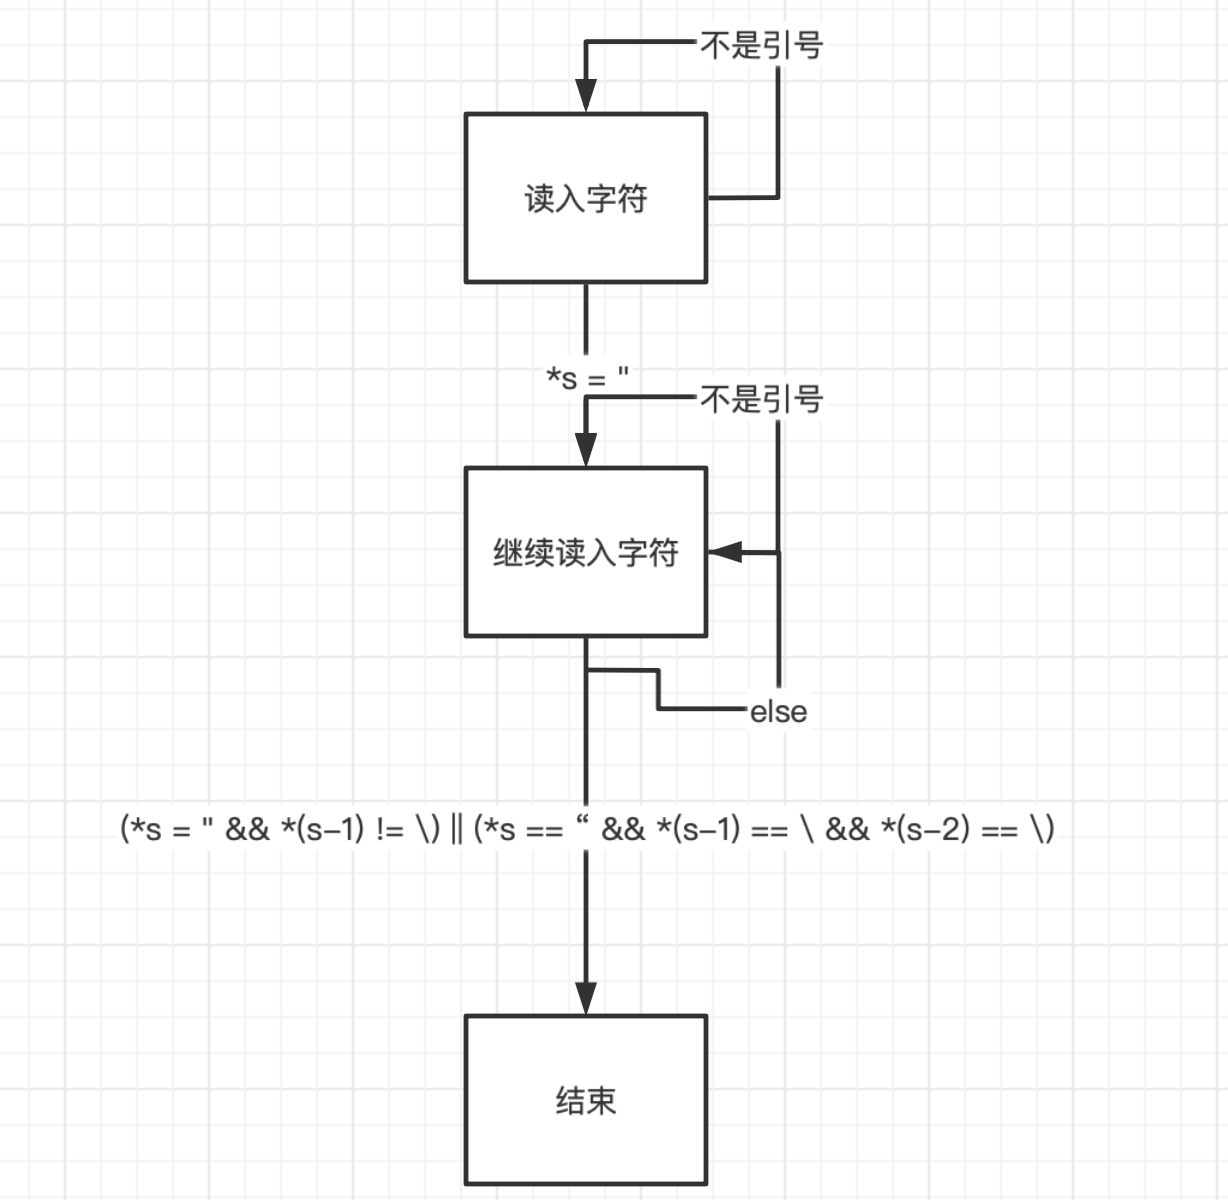 不是引号
读入字符
*s = "
不是引号
继续读入字符
else
(*s = " && *(s-1) != \) || (*s == “ && *(s-1) == \ && *(s-2) == \)
结束